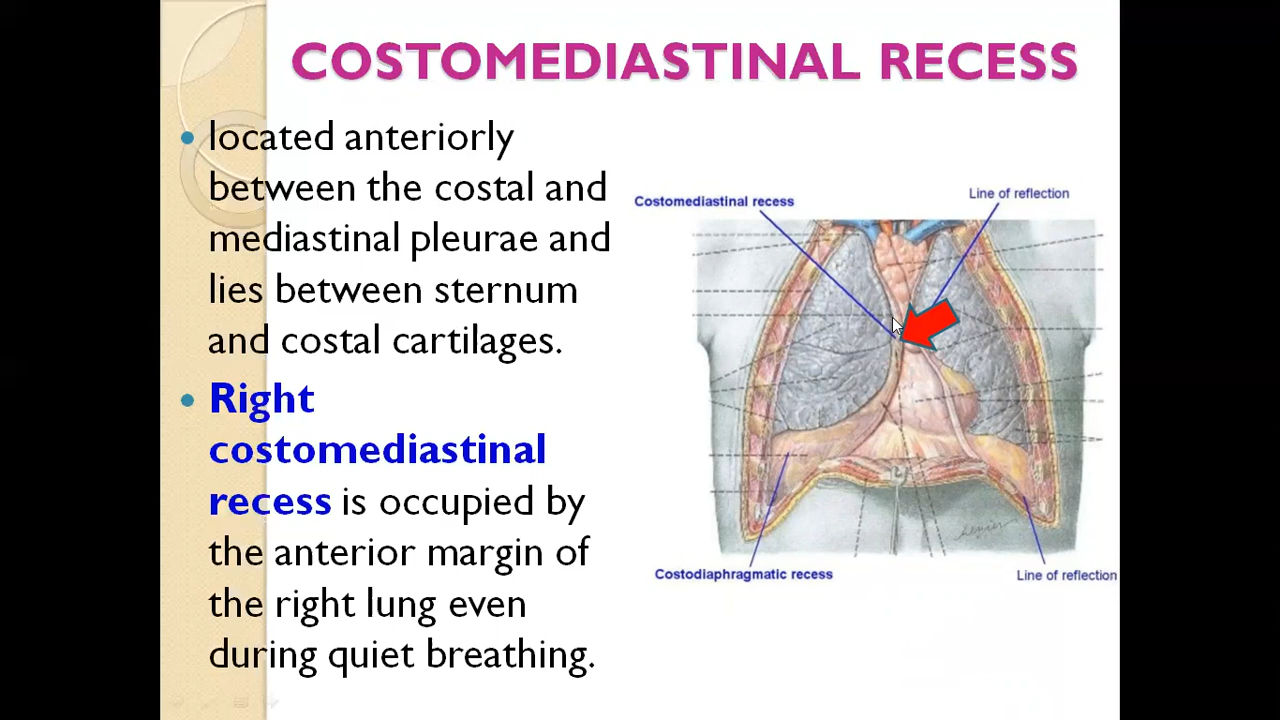 COSTOMEDIASTINAL RECESS
• located anteriorly
between the costal and
mediastinal pleurae and
lies between sternum
and costal cartilages.
• Right
costomediastinal
recess is occupied by
the anterior margin of
the right lung even
during quiet breathing.
Costomediastinal recess
Line of reflection
Costodiaphragmatic recess
Line of reflection